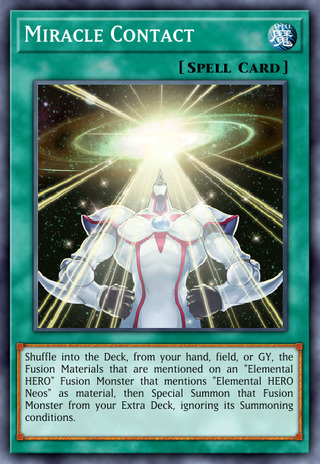 Miracle Contact
魔
[Spell Card]
Shuffle into the Deck, from your hand, field, or GY, the
Fusion Materials that are mentioned on an "Elemental
HERO" Fusion Monster that mentions "Elemental HERO
Neos" as material, then Special Summon that Fusion
Monster from your Extra Deck, ignoring its Summoning
conditions.